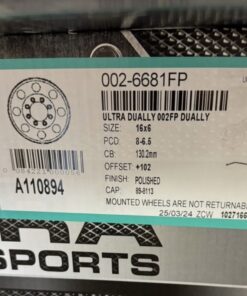 002-6681FP
ULTRA DUALLY 002FP DUALLY
SIZE: 16x6
PCD: 8-6.5
CB: 130.2mm
OFFSET +102
FINISH: POLISHED
CAP: 89-8113
A110894
MOUNTED WHEELS ARE NOT RETURNABLE
25/03/24 ZCW
SPORTS